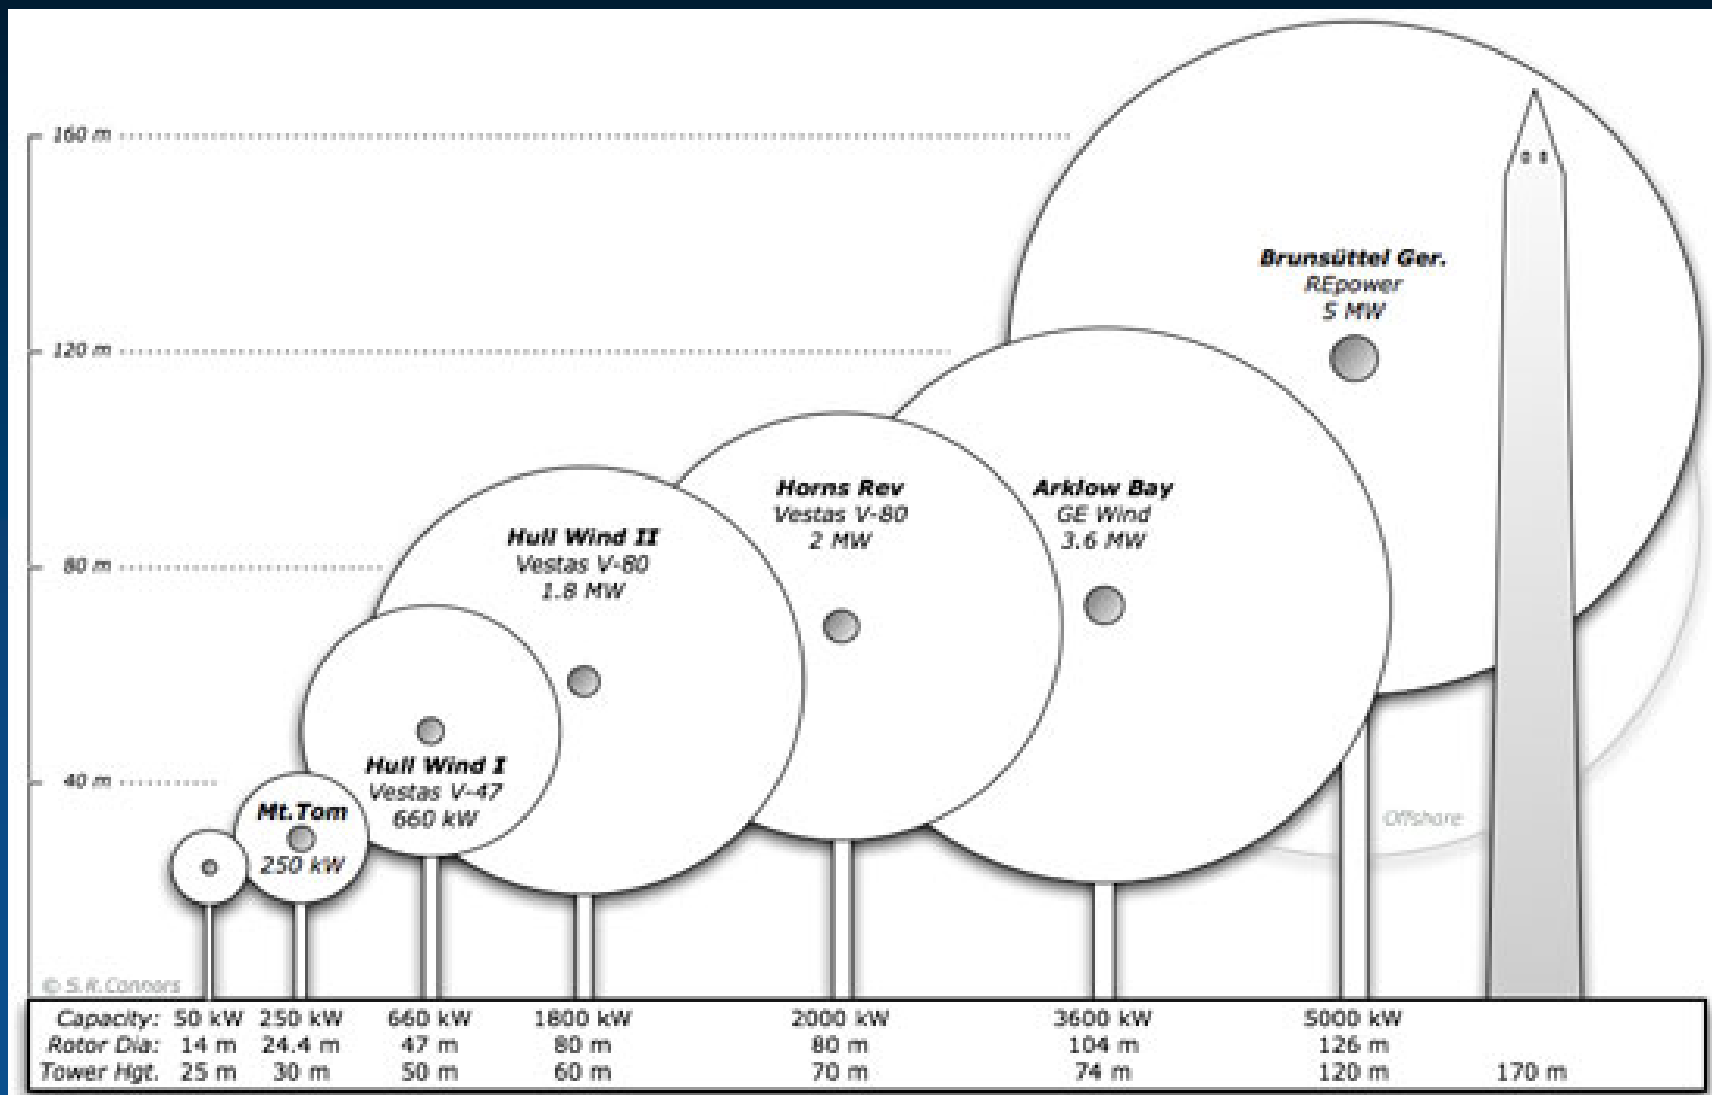 160 m
120 m
80 m
40 m
Brunsüttel Ger.
REpower
5 MW
Arklow Bay
GE Wind
3.6 MW
Horns Rev
Vestas V-80
2 MW
Hull Wind II
Vestas V-80
1.8 MW
Hull Wind I
Vestas V-47
660 kW
Mt.Tom
250 kW
Offshore
© S.R.Connors
Capacity: 50 kW 250 kW 660 kW 1800 kW 2000 kW 3600 kW 5000 kW
Rotor Dia: 14 m 24.4 m 47 m 80 m 80 m 104 m 126 m
Tower Hgt. 25 m 30 m 50 m 60 m 70 m 74 m 120 m 170 m